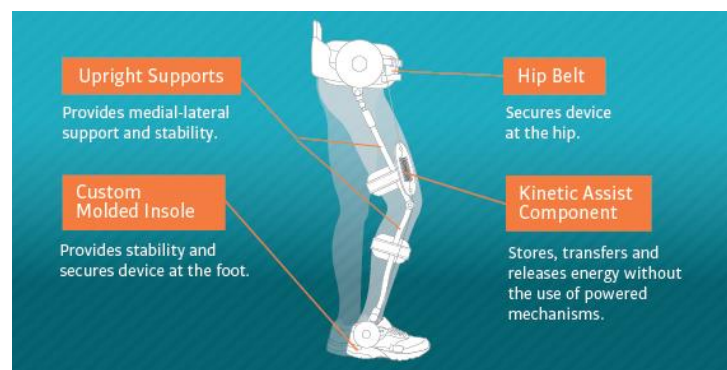 Upright Supports
Provides medial-lateral
support and stability.
Custom
Molded Insole
Provides stability and
secures device at the foot.
Hip Belt
Secures device
at the hip.
Kinetic Assist
Component
Stores, transfers and
releases energy without
the use of powered
mechanisms.